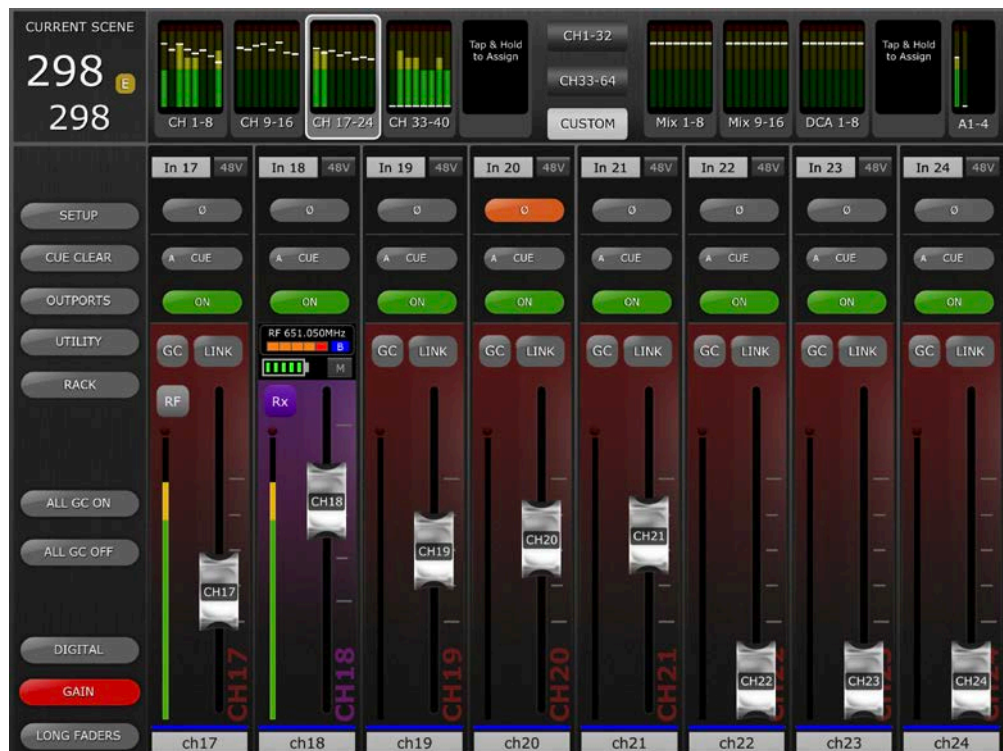 CURRENT SCENE
298 E
298
CH 1-8
CH 9-16
CH 17-24
CH 33-40
Tap & Hold
to Assign
CH1-32
CH33-64
CUSTOM
Mix 1-8
Mix 9-16
DCA 1-8
Tap & Hold
to Assign
A1-4
In 17 48V In 18 48V In 19 48V In 20 48V In 21 48V In 22 48V In 23 48V In 24 48V
SETUP Ø Ø Ø Ø Ø Ø Ø Ø
CUE CLEAR A CUE A CUE A CUE A CUE A CUE A CUE A CUE A CUE
OUTPORTS ON ON ON ON ON ON ON ON
UTILITY
RF 651.050MHz
B
GC LINK M GC LINK GC LINK GC LINK GC LINK GC LINK GC LINK
RACK
RF Rx
ALL GC ON
ALL GC OFF
CH17 CH18 CH19 CH20 CH21 CH22 CH23 CH24
DIGITAL
GAIN
CH17 CH18 CH19 CH20 CH21
LONG FADERS
ch17 ch18 ch19 ch20 ch21 ch22 ch23 ch24